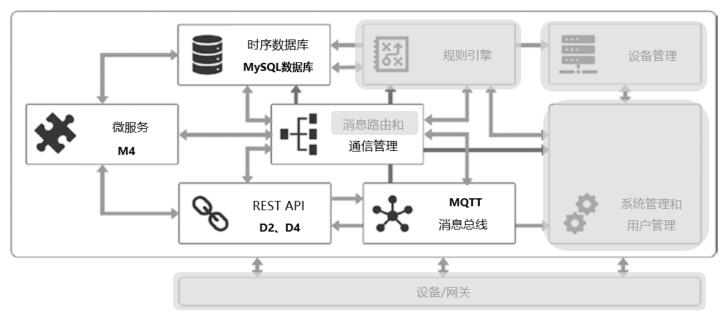 时序数据库
MySQL数据库
规则引擎
设备管理
微服务
M4
消息路由和
通信管理
REST API
D2、D4
MQTT
消息总线
系统管理和
用户管理
设备/网关